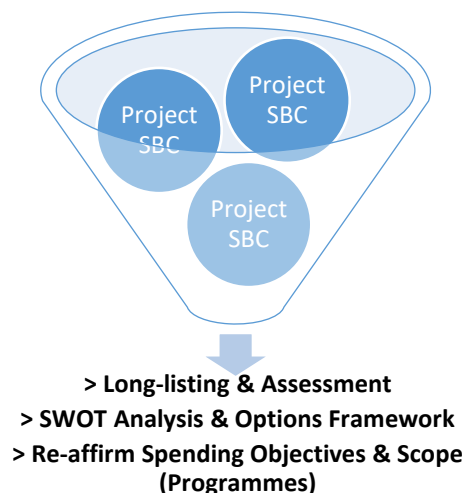 Project
SBC
Project
SBC
Project
SBC
> Long-listing & Assessment
> SWOT Analysis & Options Framework
> Re-affirm Spending Objectives & Scope
(Programmes)